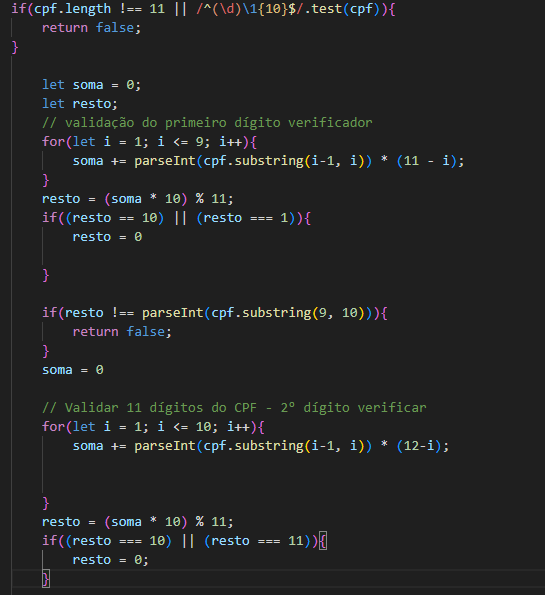 if(cpf.length !== 11 || /^(\d)\1{10}$/.test(cpf)){
return false;
}
let soma = 0;
let resto;
// validação do primeiro dígito verificador
for(let i = 1; i <= 9; i++){
soma += parseInt(cpf.substring(i-1, i)) * (11 - i);
}
resto = (soma * 10) % 11;
if((resto == 10) || (resto === 1)){
resto = 0
}
if(resto !== parseInt(cpf.substring(9, 10))){
return false;
}
soma = 0
// Validar 11 dígitos do CPF - 2º dígito verificar
for(let i = 1; i <= 10; i++){
soma += parseInt(cpf.substring(i-1, i)) * (12-i);
}
resto = (soma * 10) % 11;
if((resto === 10) || (resto === 11)){
resto = 0;
}